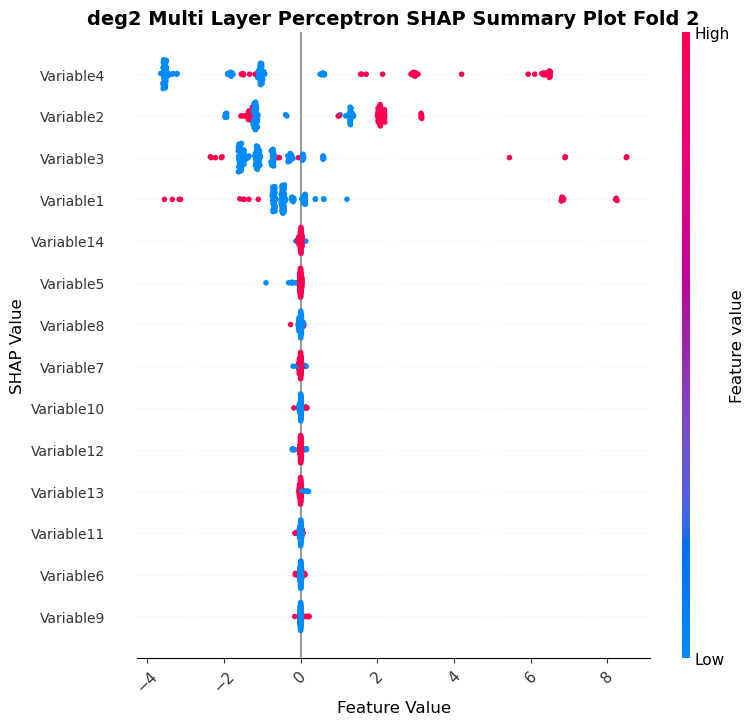 deg2 Multi Layer Perceptron SHAP Summary Plot Fold 2
High
Variable4
Variable2
Variable3
Variable1
Variable14
Variable5
Variable8
Variable7
Variable10
Variable12
Variable13
Variable11
Variable6
Variable9
SHAP Value
Feature value
Low
−4 −2 0 2 4 6 8
Feature Value